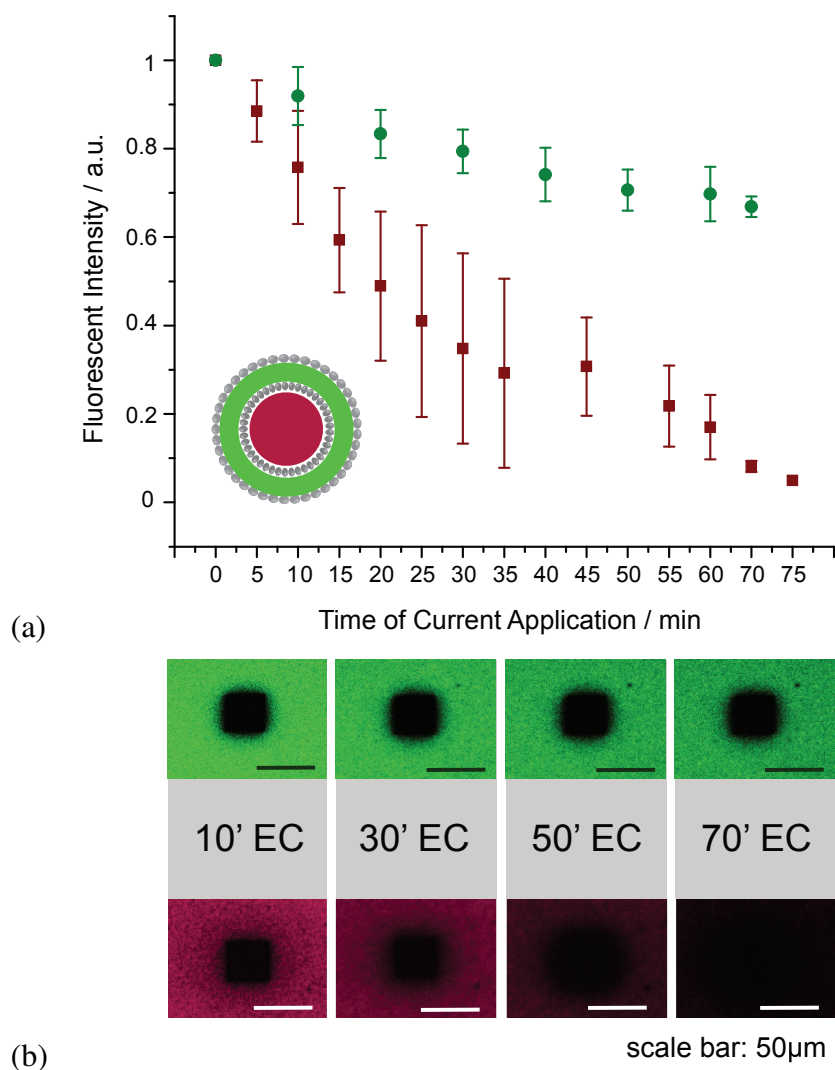 (a)
Fluorescent Intensity / a.u.
1
0.8
0.6
0.4
0.2
0
0 5 10 15 20 25 30 35 40 45 50 55 60 70 75
Time of Current Application / min
10’ EC 30’ EC 50’ EC 70’ EC
(b)
scale bar: 50µm